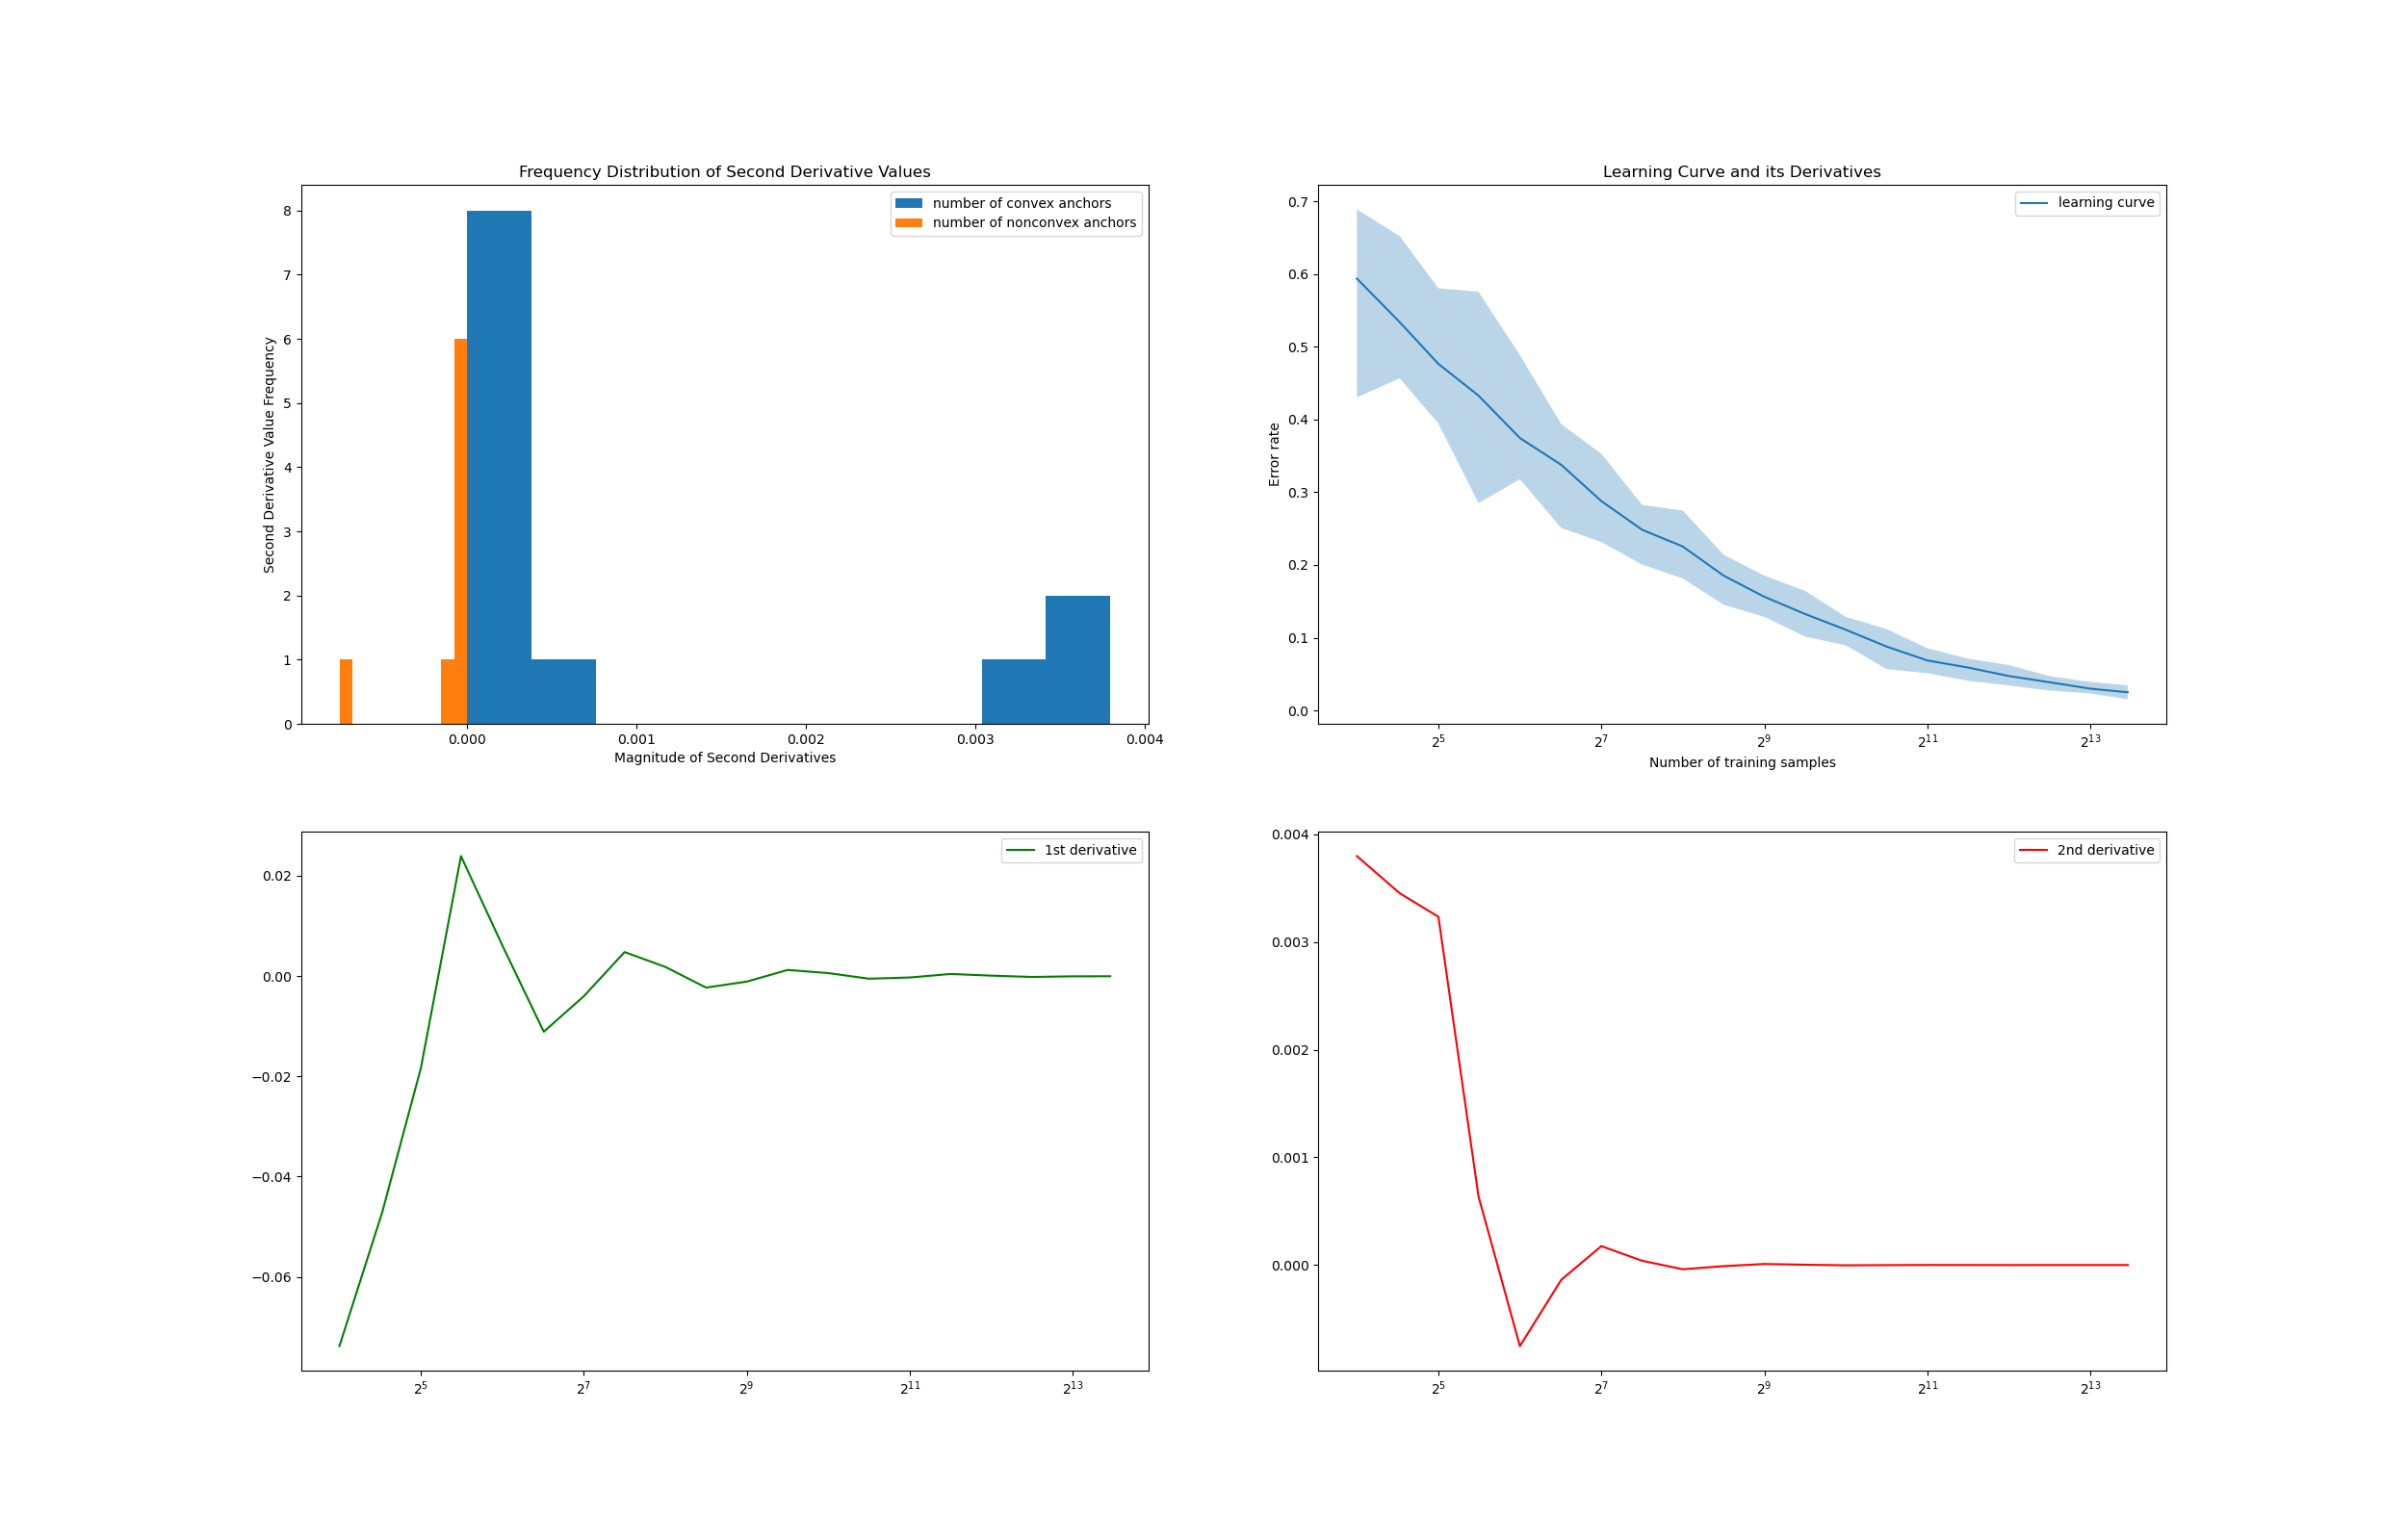 Frequency Distribution of Second Derivative Values
number of convex anchors
number of nonconvex anchors
Second Derivative Value Frequency
8
7
6
5
4
3
2
1
0
0.000 0.001 0.002 0.003 0.004
Magnitude of Second Derivatives
Learning Curve and its Derivatives
learning curve
Error rate
0.7
0.6
0.5
0.4
0.3
0.2
0.1
0.0
2^5 2^7 2^9 2^11 2^13
Number of training samples
1st derivative
0.02
0.00
−0.02
−0.04
−0.06
2^5 2^7 2^9 2^11 2^13
2nd derivative
0.004
0.003
0.002
0.001
0.000
2^5 2^7 2^9 2^11 2^13